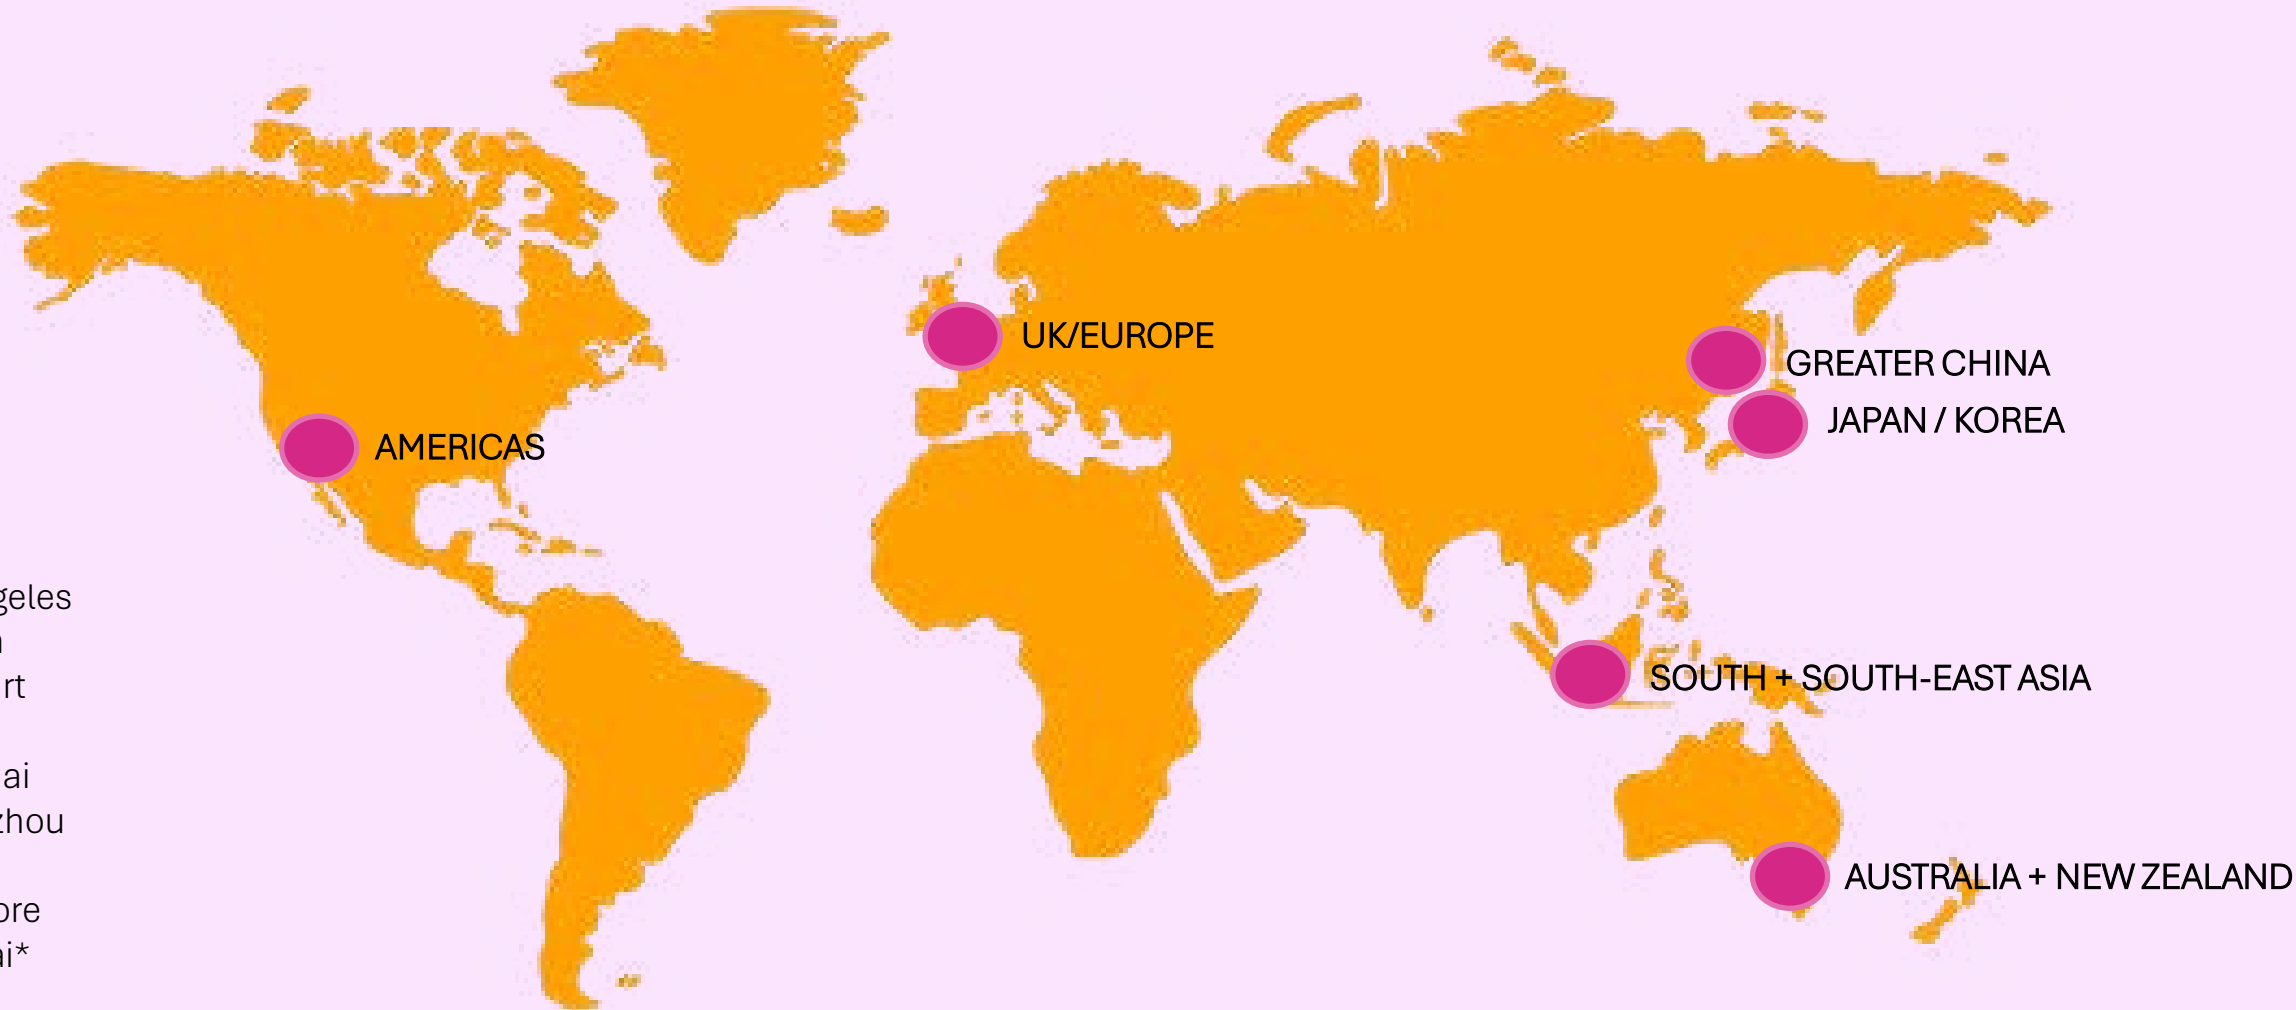 UK/EUROPE
GREATER CHINA
JAPAN / KOREA
AMERICAS
geles
rt
ai
zhou
ore
ai*
SOUTH + SOUTH-EAST ASIA
AUSTRALIA + NEW ZEALAND